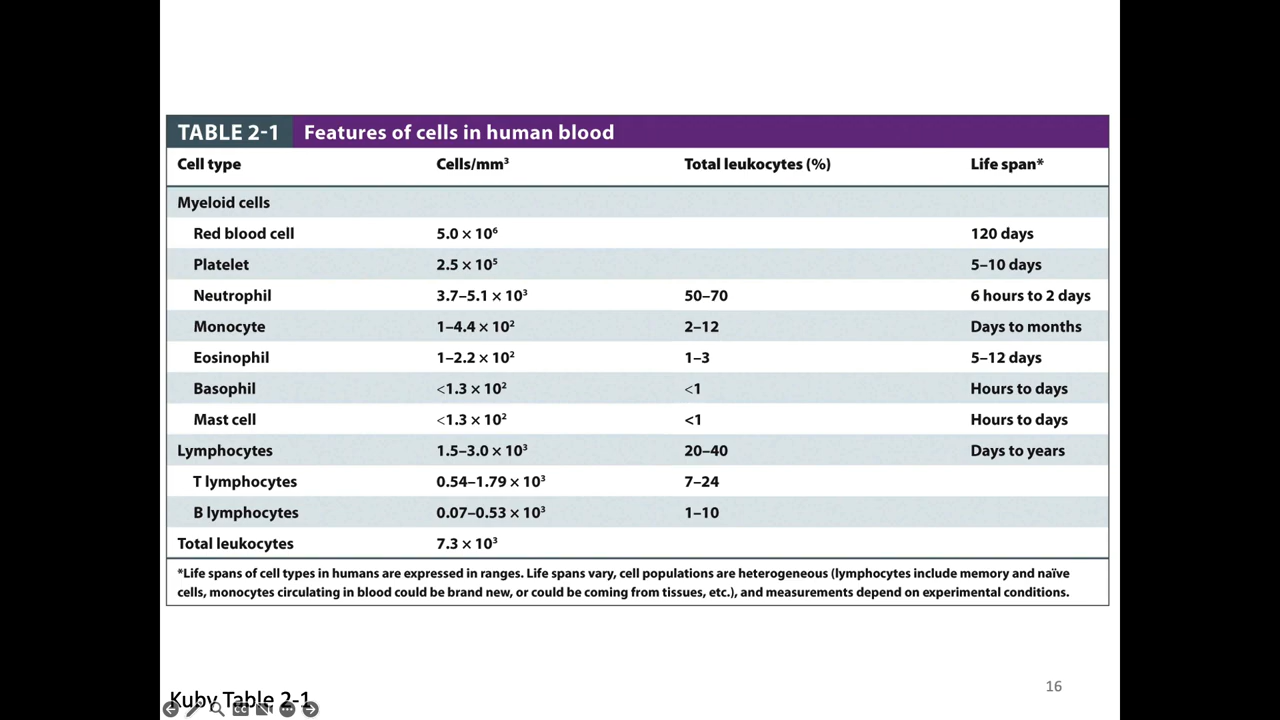 TABLE 2-1 Features of cells in human blood
Cell type Cells/mm³ Total leukocytes (%) Life span*
Myeloid cells
Red blood cell 5.0 × 10⁶ 120 days
Platelet 2.5 × 10⁵ 5–10 days
Neutrophil 3.7–5.1 × 10³ 50–70 6 hours to 2 days
Monocyte 1–4.4 × 10² 2–12 Days to months
Eosinophil 1–2.2 × 10² 1–3 5–12 days
Basophil <1.3 × 10² <1 Hours to days
Mast cell <1.3 × 10² <1 Hours to days
Lymphocytes 1.5–3.0 × 10³ 20–40 Days to years
T lymphocytes 0.54–1.79 × 10³ 7–24
B lymphocytes 0.07–0.53 × 10³ 1–10
Total leukocytes 7.3 × 10³
*Life spans of cell types in humans are expressed in ranges. Life spans vary, cell populations are heterogeneous (lymphocytes include memory and naïve
cells, monocytes circulating in blood could be brand new, or could be coming from tissues, etc.), and measurements depend on experimental conditions.
16
Kuby Table 2-1
CC